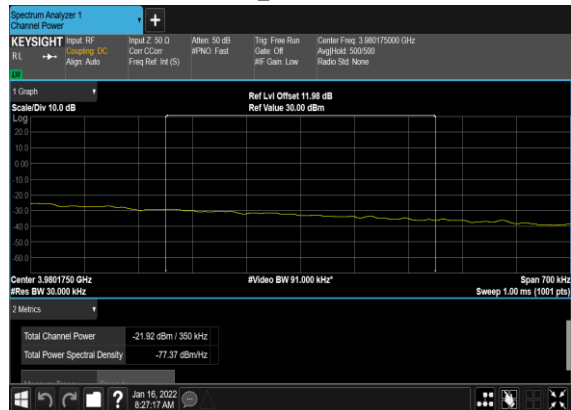 Spectrum Analyzer 1
Channel Power
KEYSIGHT
RL
Input: RF
Coupling: DC
Align: Auto
Input Z: 50 Ω
Corr CCorr
Freq Ref: Int (S)
Atten: 50 dB
#PNO: Fast
Trig: Free Run
Gate: Off
#IF Gain: Low
Center Freq: 3.980175000 GHz
Avg|Hold: 500/500
Radio Std: None
1 Graph
Scale/Div 10.0 dB
Ref Lvl Offset 11.98 dB
Ref Value 30.00 dBm
Log
20.0
10.0
0.00
-10.0
-20.0
-30.0
-40.0
-50.0
-60.0
Center 3.9801750 GHz
#Video BW 91.000 kHz*
Span 700 kHz
#Res BW 30.000 kHz
Sweep 1.00 ms (1001 pts)
2 Metrics
Total Channel Power
-21.92 dBm / 350 kHz
Total Power Spectral Density
-77.37 dBm/Hz
?
Jan 16, 2022
8:27:17 AM